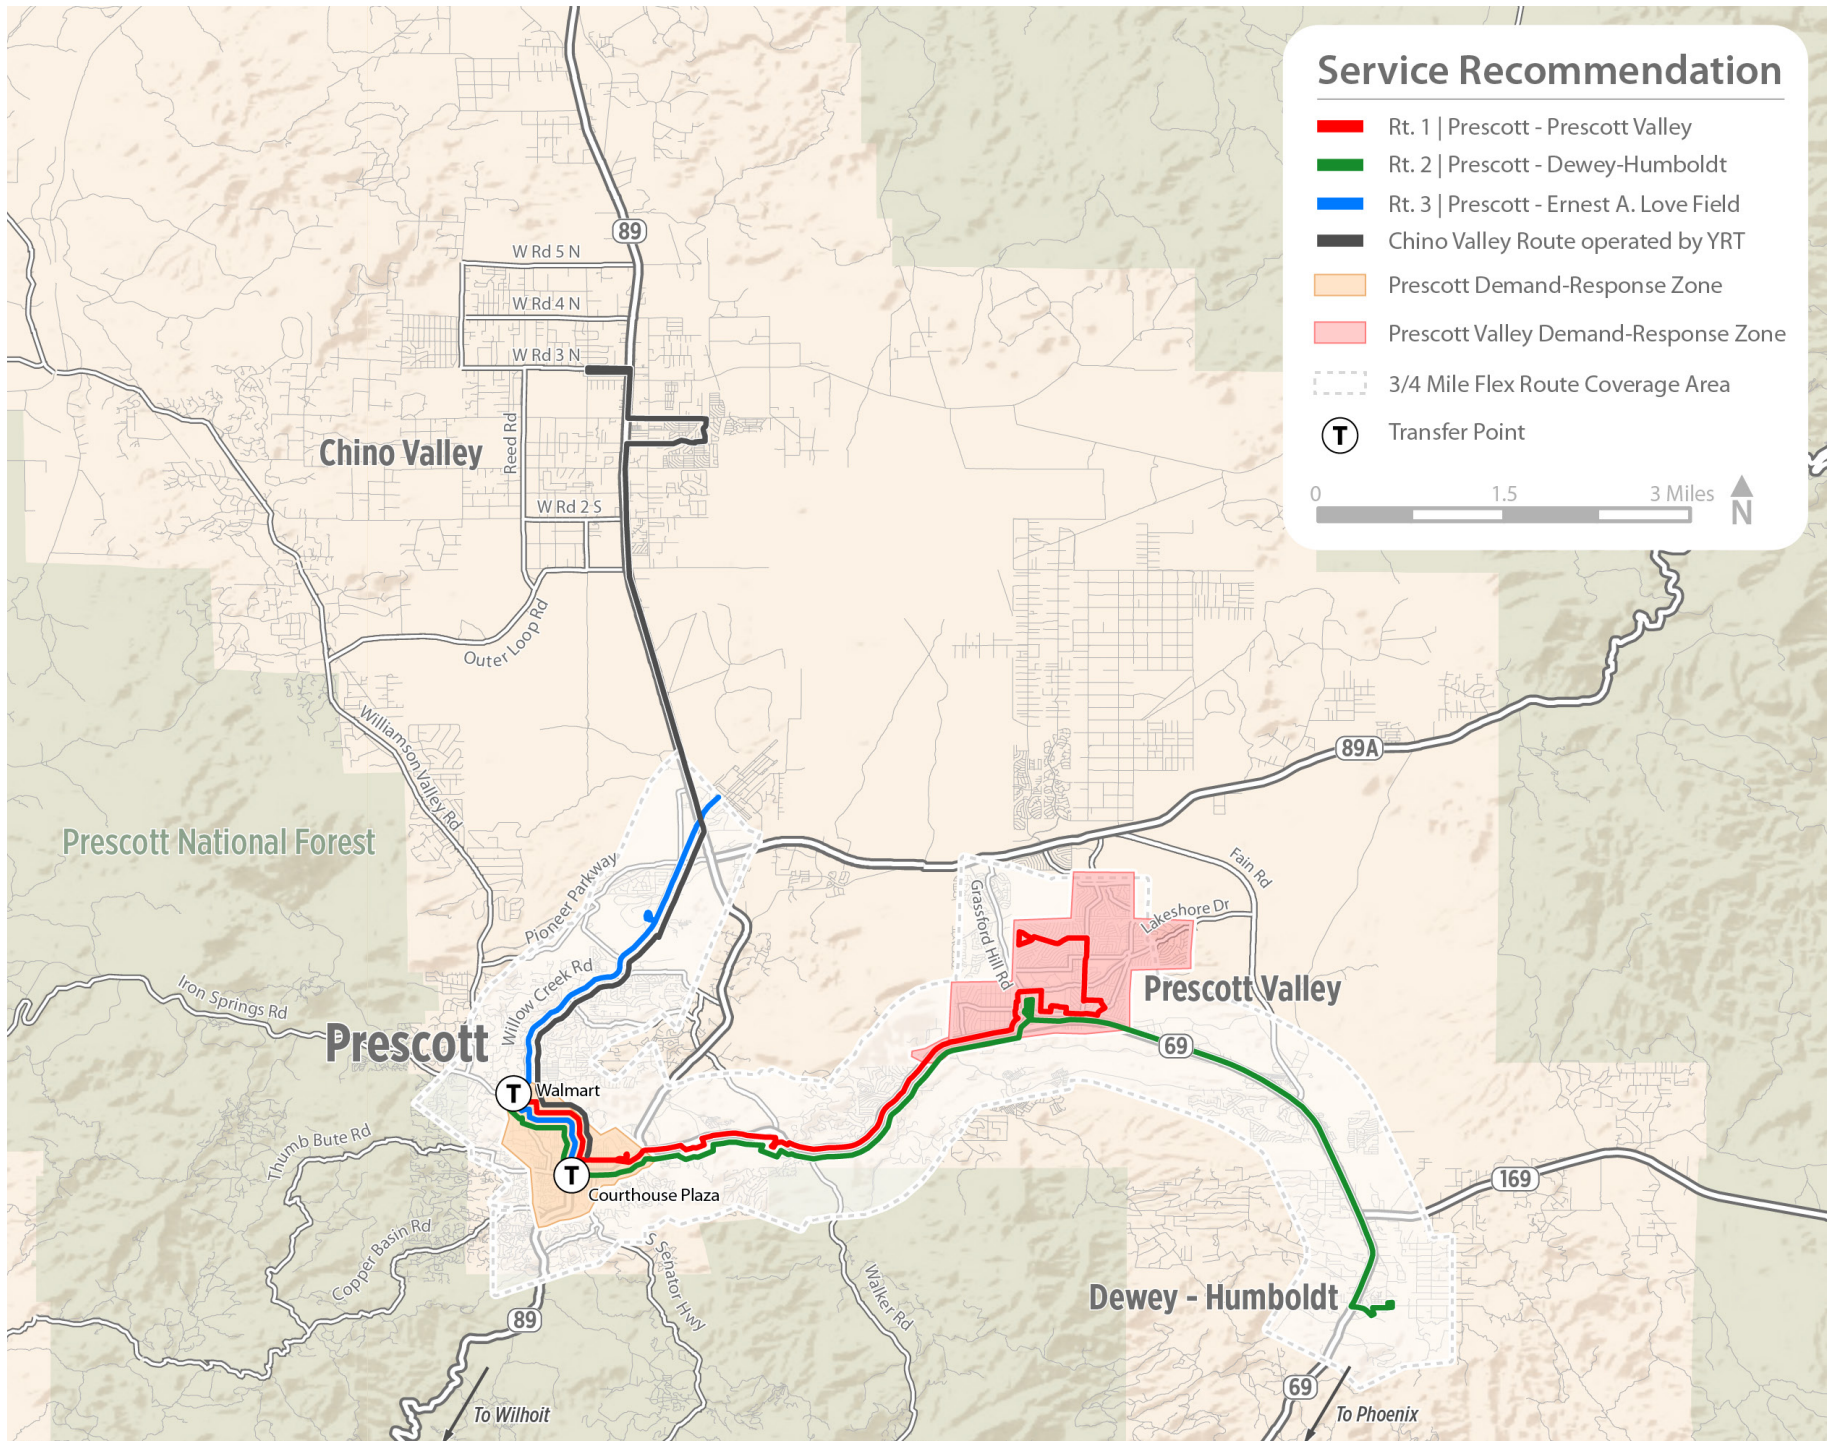 Service Recommendation
Rt. 1 | Prescott - Prescott Valley
Rt. 2 | Prescott - Dewey-Humboldt
Rt. 3 | Prescott - Ernest A. Love Field
Chino Valley Route operated by YRT
Prescott Demand-Response Zone
Prescott Valley Demand-Response Zone
3/4 Mile Flex Route Coverage Area
T
Transfer Point
0 1.5 3 Miles
N
89
W Rd 5 N
W Rd 4 N
W Rd 3 N
Reed Rd
Chino Valley
W Rd 2 S
Outer Loop Rd
Williamson Valley Rd
89A
Prescott National Forest
Pioneer Parkway
Fain Rd
Grassford Hill Rd
Lakeshore Dr
Willow Creek Rd
Iron Springs Rd
Prescott Valley
Prescott
69
T
Walmart
Thumb Bute Rd
T
Courthouse Plaza
169
Copper Basin Rd
S Senator Hwy
Walker Rd
Dewey - Humboldt
89
69
To Wilhoit
To Phoenix